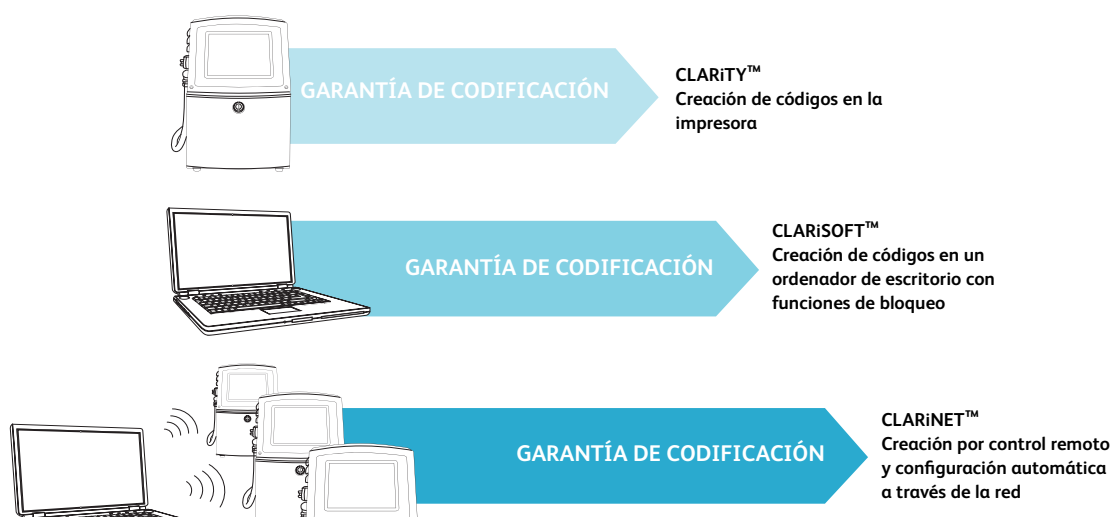 GARANTÍA DE CODIFICACIÓN
CLARiTY™
Creación de códigos en la
impresora
GARANTÍA DE CODIFICACIÓN
CLARiSOFT™
Creación de códigos en un
ordenador de escritorio con
funciones de bloqueo
GARANTÍA DE CODIFICACIÓN
CLARiNET™
Creación por control remoto
y configuración automática
a través de la red